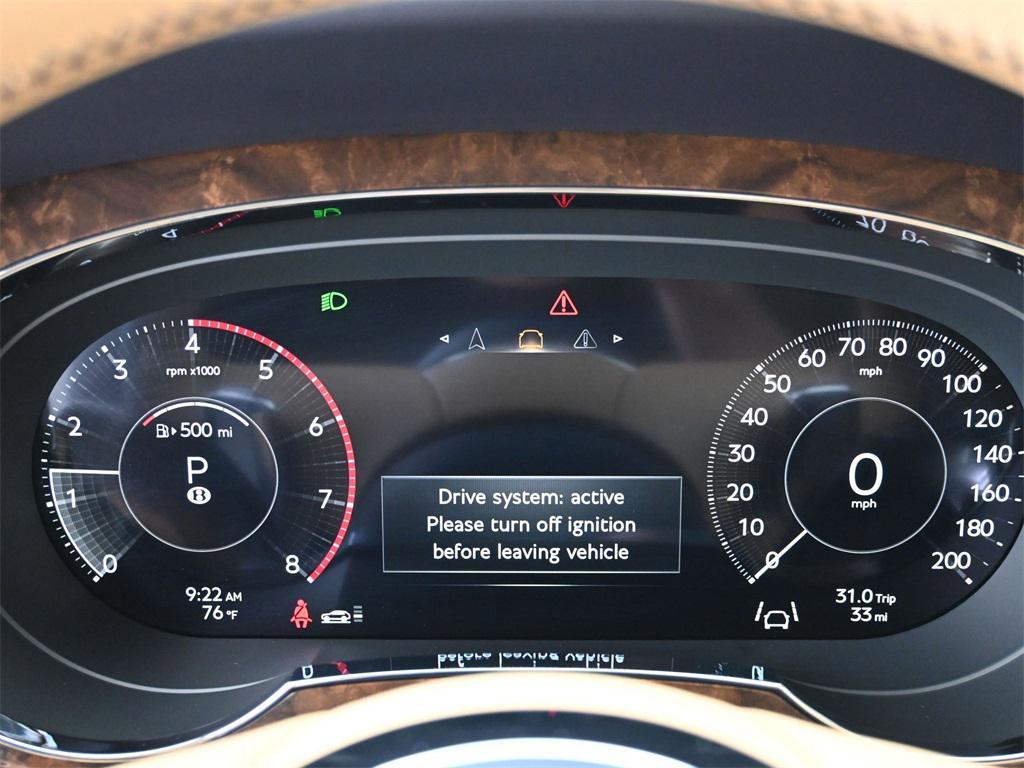 4
3
5
rpm x1000
2
6
500 mi
P
B
1
7
0
8
9:22 AM
76 °F
Drive system: active
Please turn off ignition
before leaving vehicle
70 80
60 90
mph
50 100
40 120
30 140
0
mph
20 160
10 180
0 200
31.0 Trip
33 mi